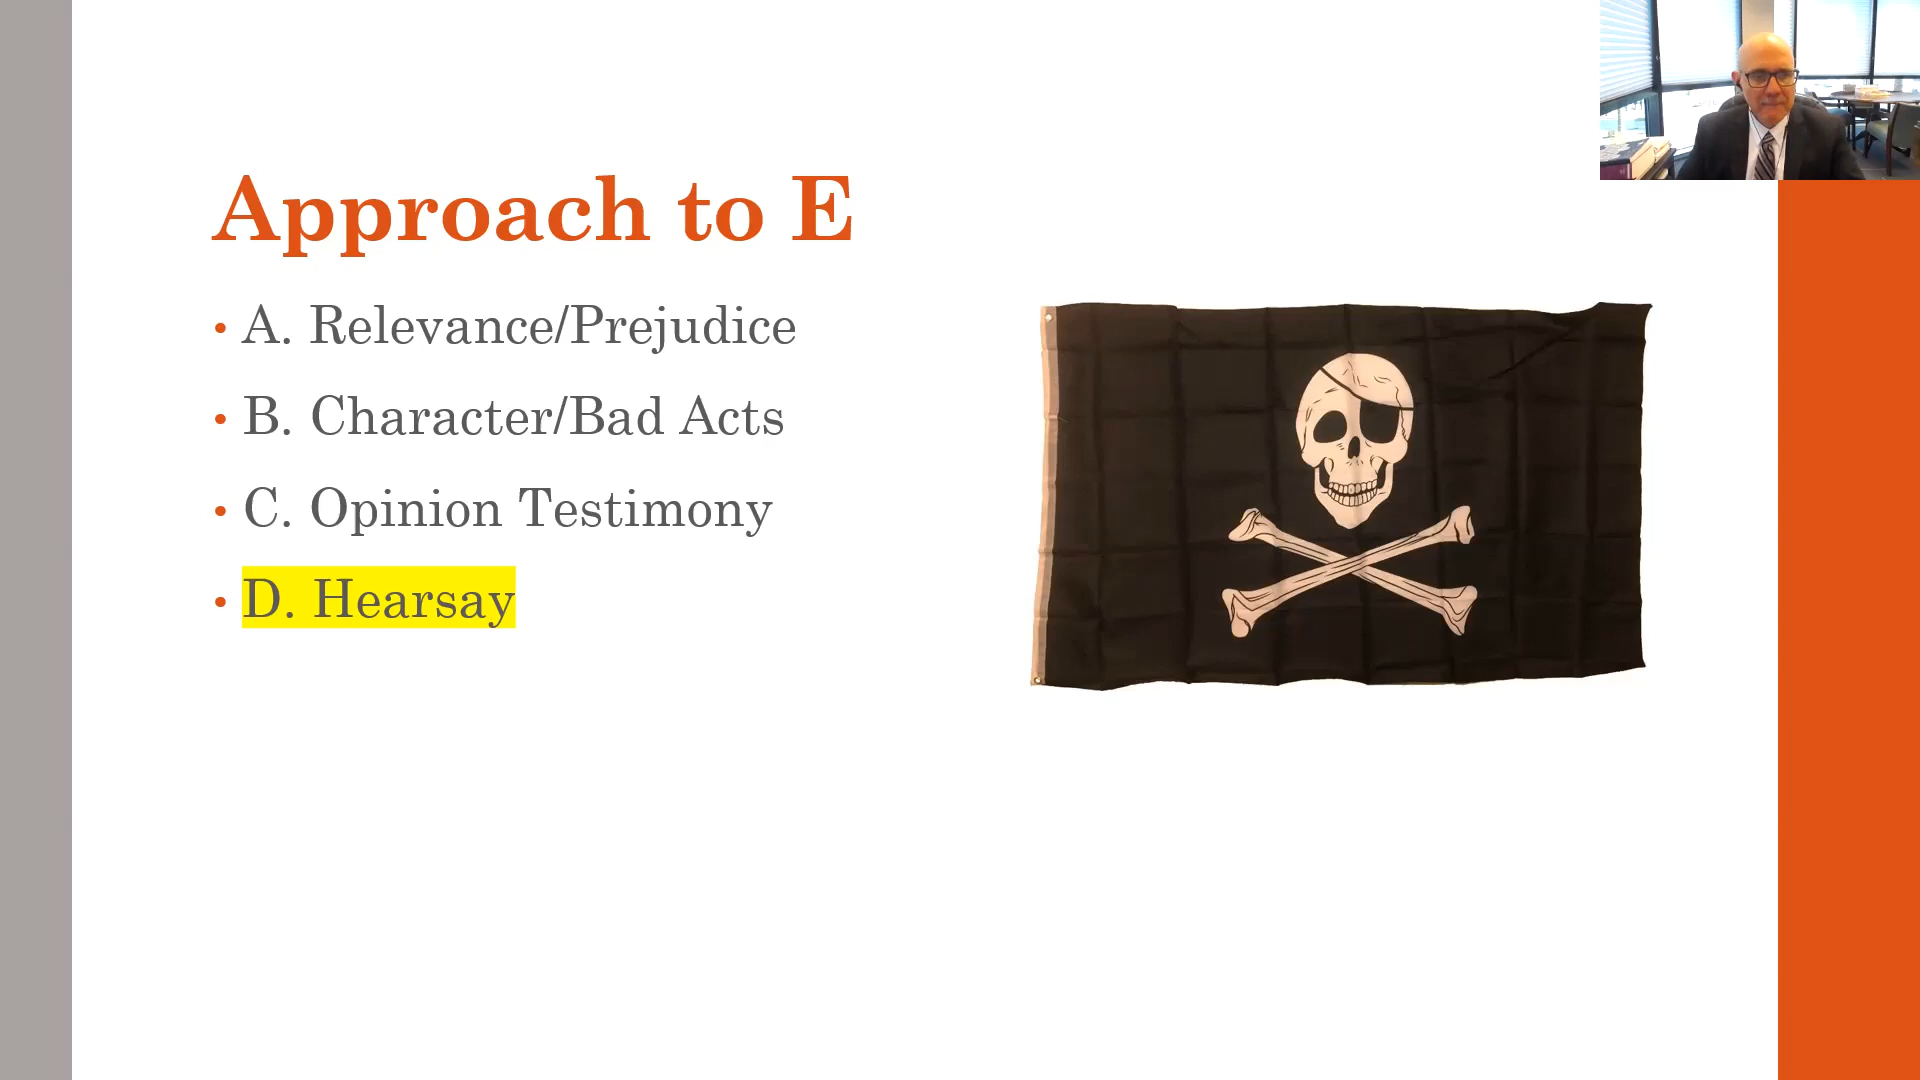 Approach to E
• A. Relevance/Prejudice
• B. Character/Bad Acts
• C. Opinion Testimony
• D. Hearsay